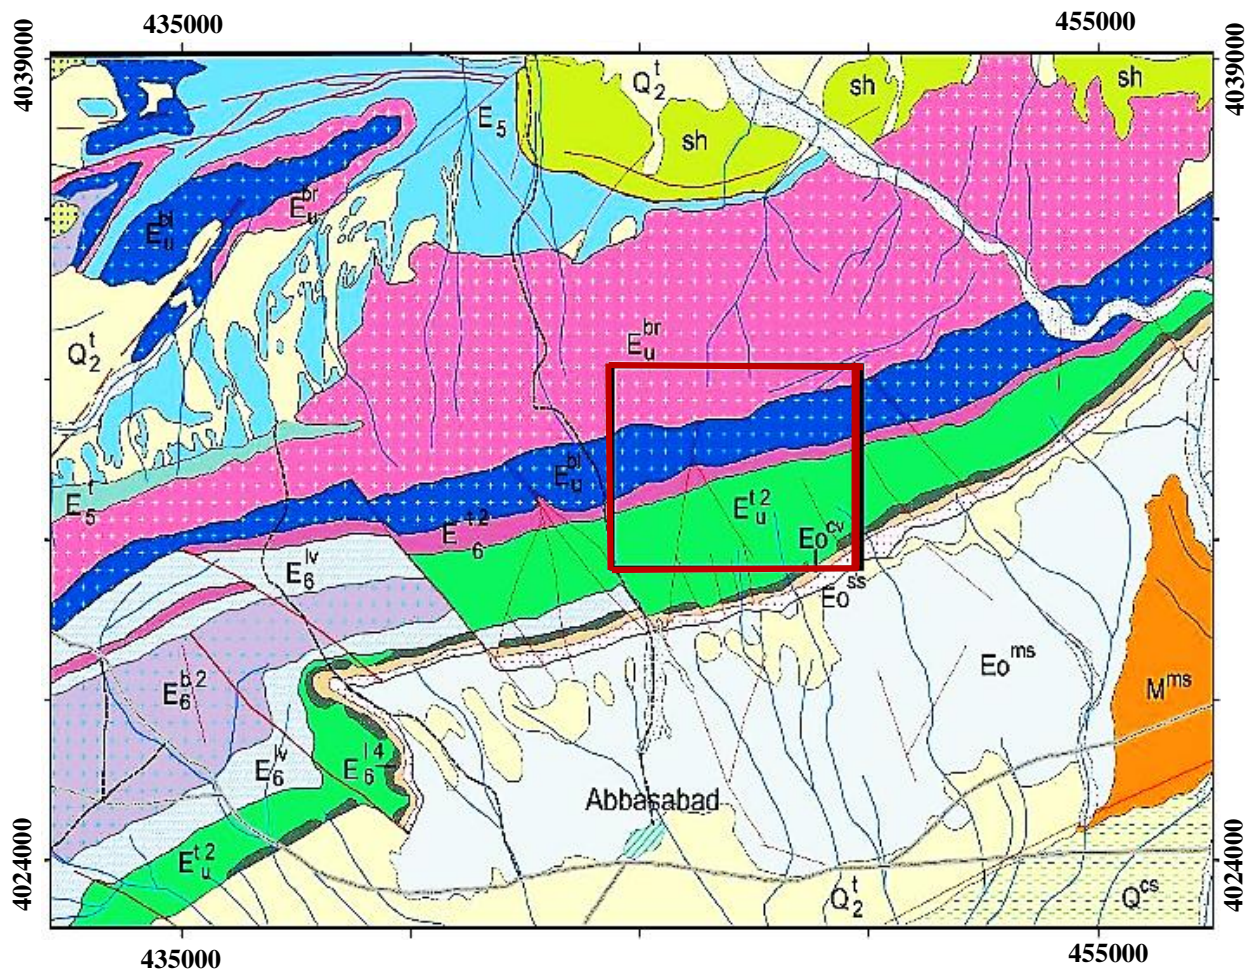 435000 455000
4039000 4039000
Q₂ᵗ sh sh
E₅ sh
Eᵤᵇʳ
Eᵤᵇˡ
Q₂ᵗ Eᵤᵇʳ
Eᵤᵇˡ
E₅ᵗ Eᵤᵗ²
E₆ᵗ² Eoᶜᵛ
E₆ˡᵛ
Eoˢˢ
Eoᵐˢ
E₆ᵇ² Mᵐˢ
E₆ˡᵛ E₆ˡ⁴
Abbasabad
4024000 Eᵤᵗ² 4024000
Q₂ᵗ Qᶜˢ
435000 455000